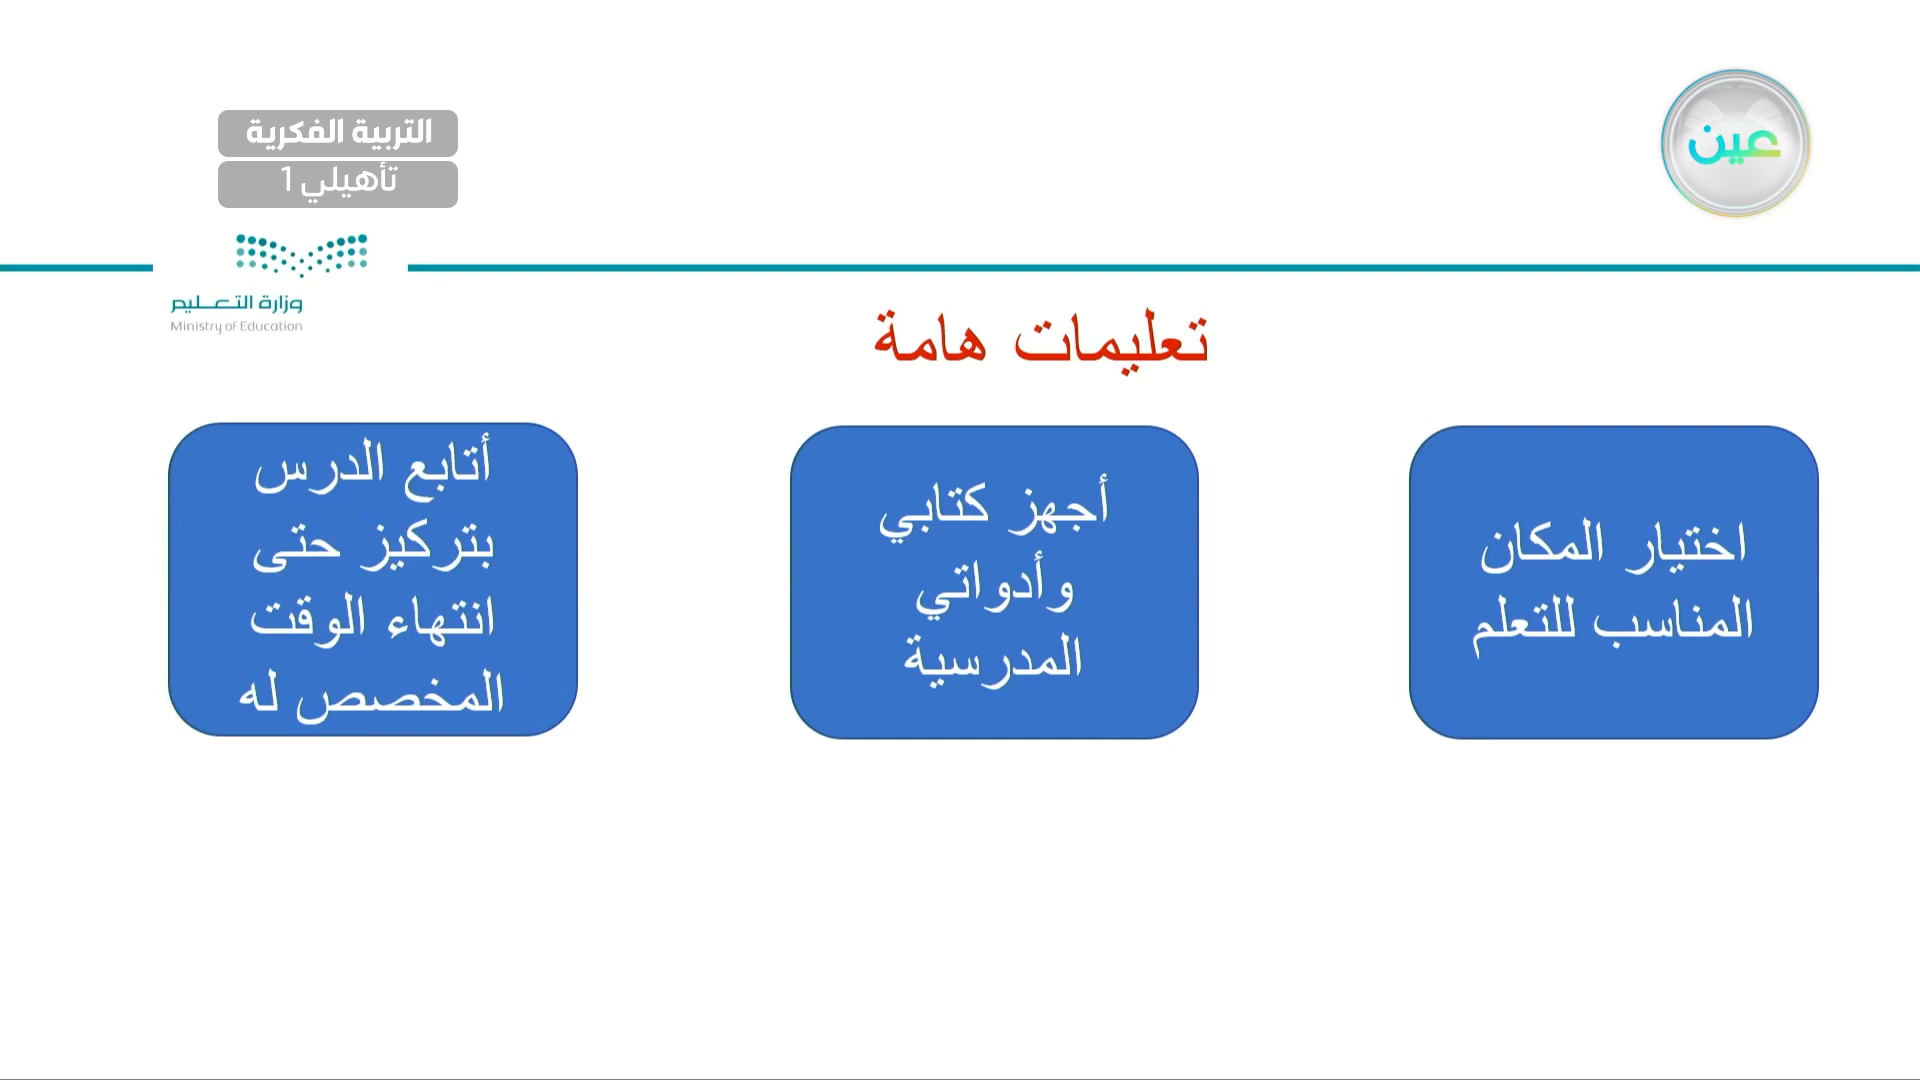 عين
التربية الفكرية
تأهيلي 1
وزارة التعليم
Ministry of Education
تعليمات هامة
اختيار المكان
المناسب للتعلم
أجهز كتابي
وأدواتي
المدرسية
أتابع الدرس
بتركيز حتى
انتهاء الوقت
المخصص له